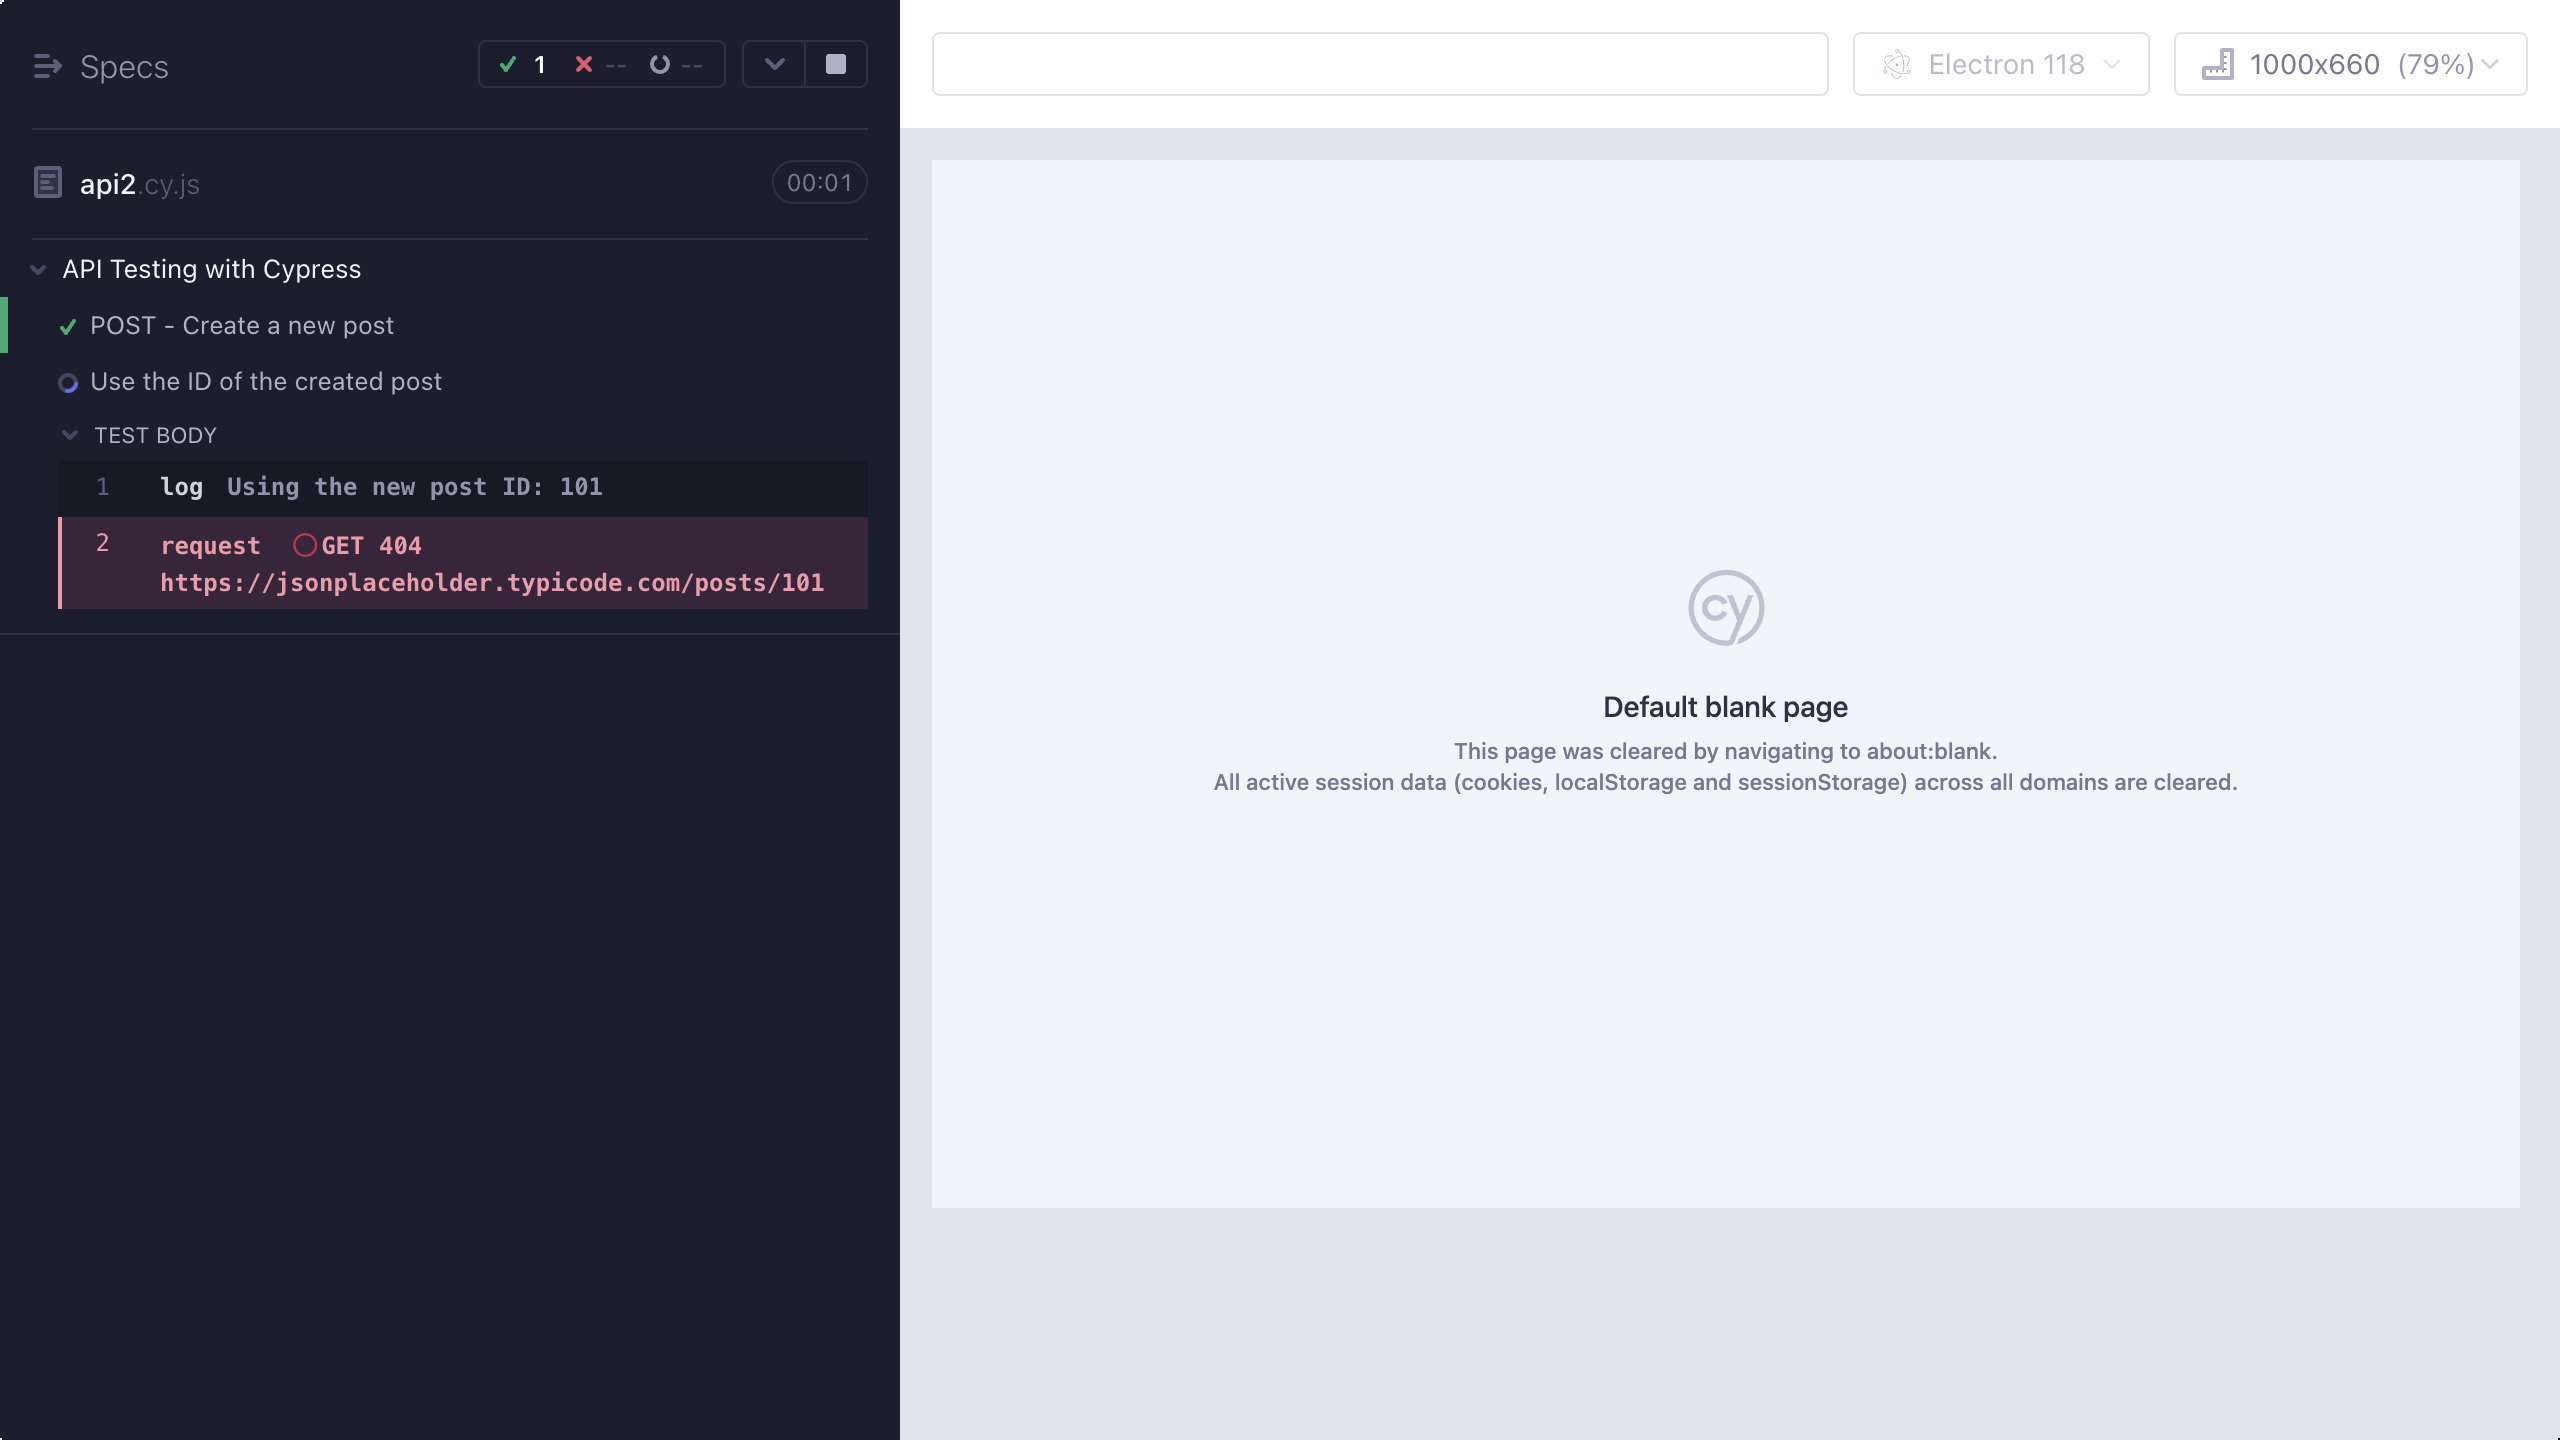 Specs
1 -- --
api2.cy.js
00:01
API Testing with Cypress
POST - Create a new post
Use the ID of the created post
TEST BODY
1 log Using the new post ID: 101
2 request GET 404
https://jsonplaceholder.typicode.com/posts/101
Electron 118
1000x660 (79%)
cy
Default blank page
This page was cleared by navigating to about:blank.
All active session data (cookies, localStorage and sessionStorage) across all domains are cleared.